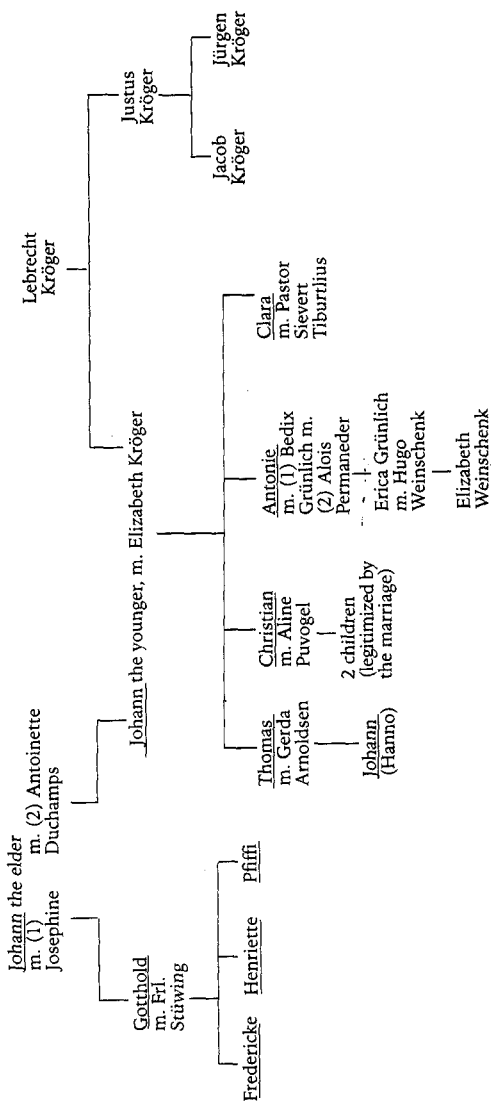 Johann the elder
m. (1)
Josephine
m. (2) Antoinette
Duchamps
Lebrecht
Kröger
Gotthold
m. Frl.
Stüwing
Johann the younger, m. Elizabeth Kröger
Justus
Kröger
Fredericke
Henriette
Pfiffi
Thomas
m. Gerda
Arnoldsen
Christian
m. Aline
Puvogel
Antonie
m. (1) Bedix
Grünlich m.
(2) Alois
Permaneder
Clara
m. Pastor
Sievert
Tiburtlius
Jacob
Kröger
Jürgen
Kröger
Johann
(Hanno)
2 children
(legitimized by
the marriage)
Erica Grünlich
m. Hugo
Weinschenk
Elizabeth
Weinschenk